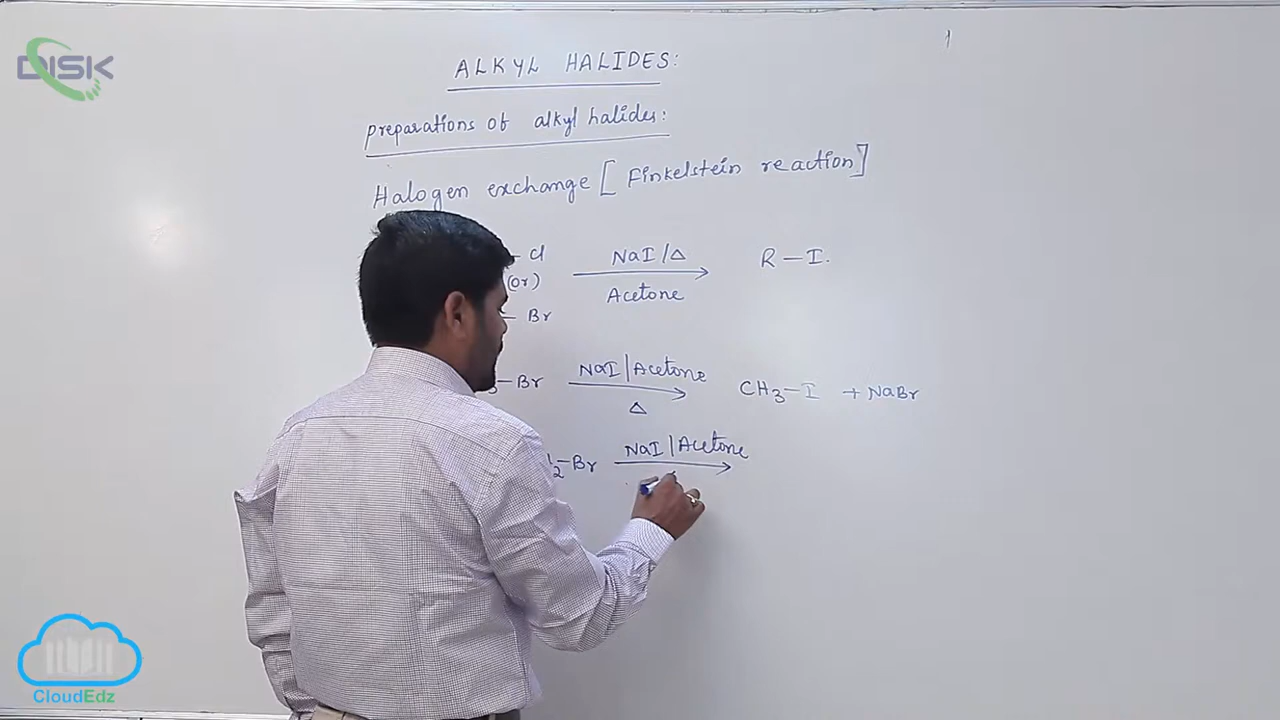 DISK
ALKYL HALIDES:
preparations of alkyl halides:
Halogen exchange [Finkelstein reaction]
- Cl NaI/Δ R-I.
(or) Acetone
- Br
3-Br NaI|Acetone CH3-I + NaBr
Δ
2-Br NaI|Acetone
CloudEdz